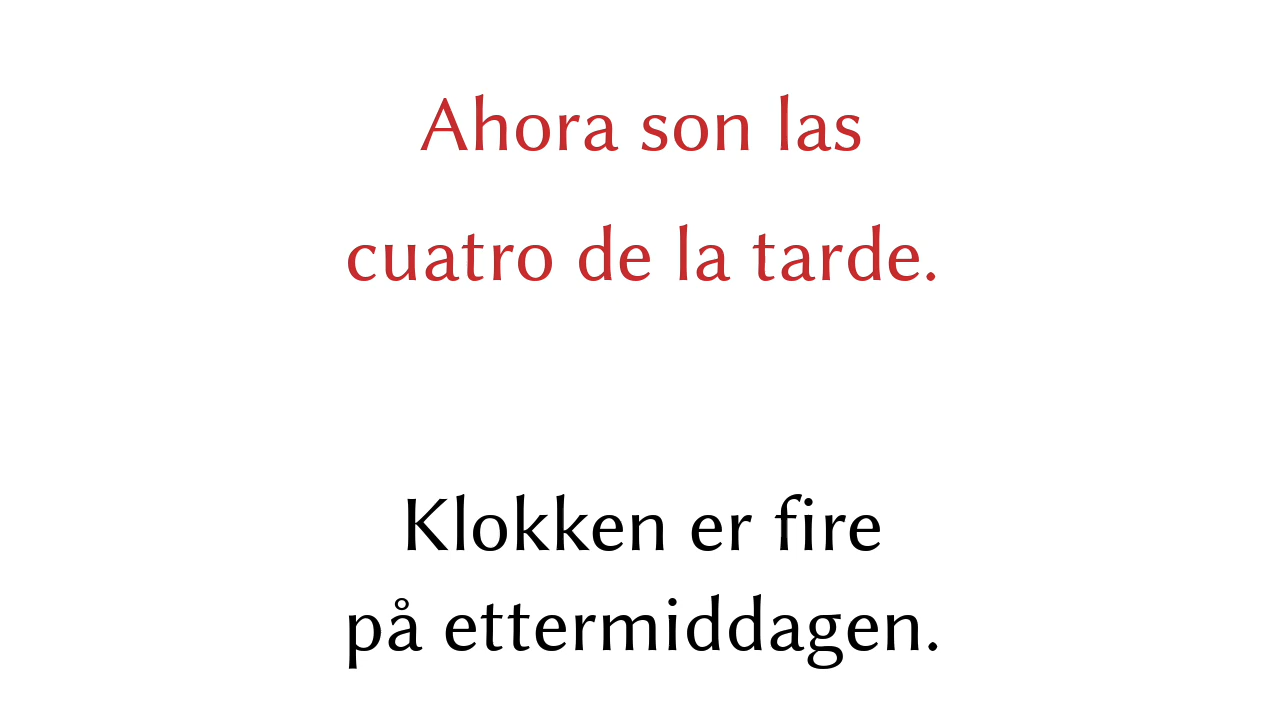 Ahora son las
cuatro de la tarde.
Klokken er fire
på ettermiddagen.